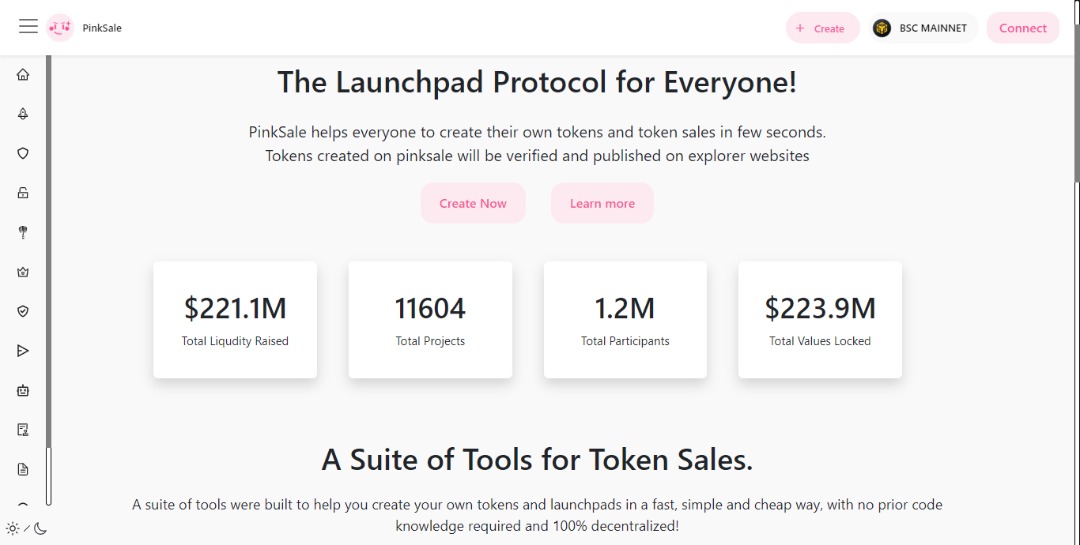 PinkSale
+ Create
BSC MAINNET
Connect
The Launchpad Protocol for Everyone!
PinkSale helps everyone to create their own tokens and token sales in few seconds.
Tokens created on pinksale will be verified and published on explorer websites
Create Now
Learn more
$221.1M
Total Liqudity Raised
11604
Total Projects
1.2M
Total Participants
$223.9M
Total Values Locked
A Suite of Tools for Token Sales.
A suite of tools were built to help you create your own tokens and launchpads in a fast, simple and cheap way, with no prior code
knowledge required and 100% decentralized!